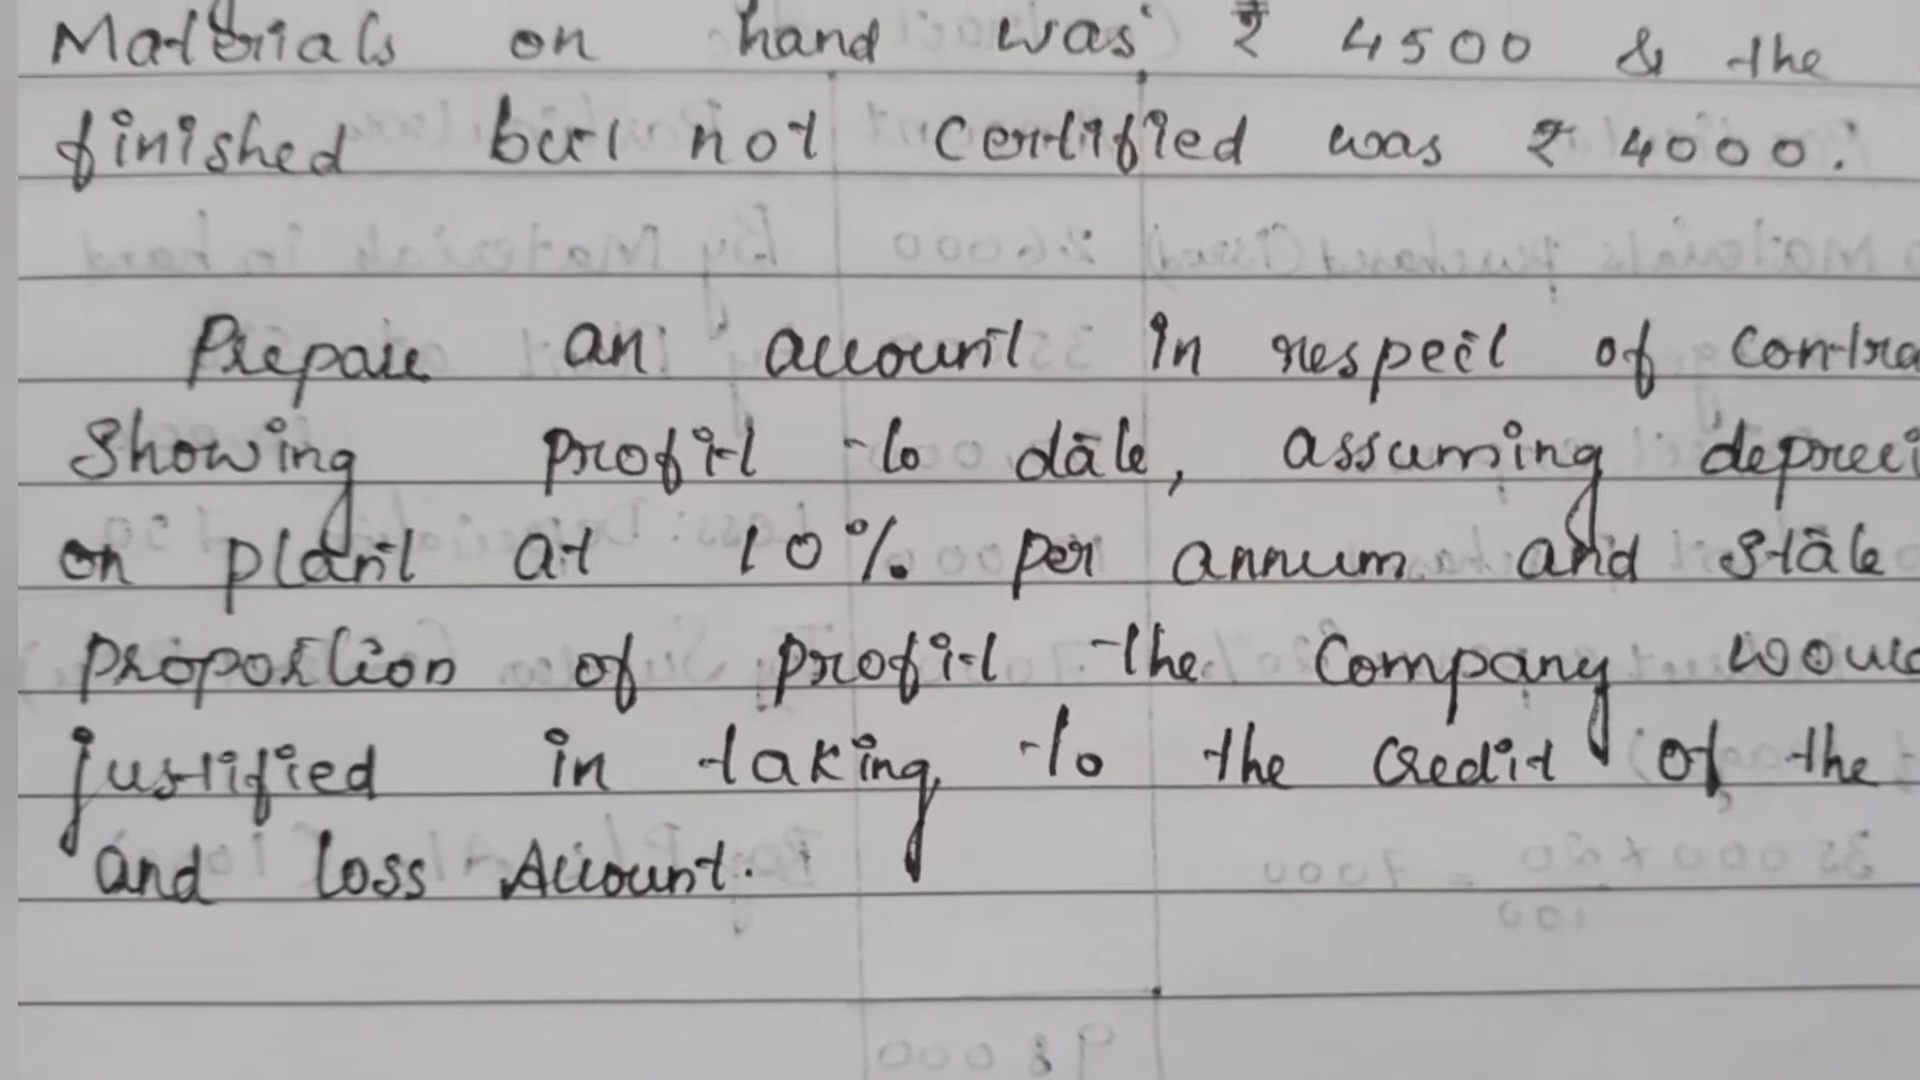 Materials on hand was ₹ 4500 & the
finished but not certified was ₹ 4000.
Prepare an account in respect of contra
showing profit to date, assuming depreci
on plant at 10% per annum and state
proportion of profit the company would
justified in taking to the credit of the
and loss Account.